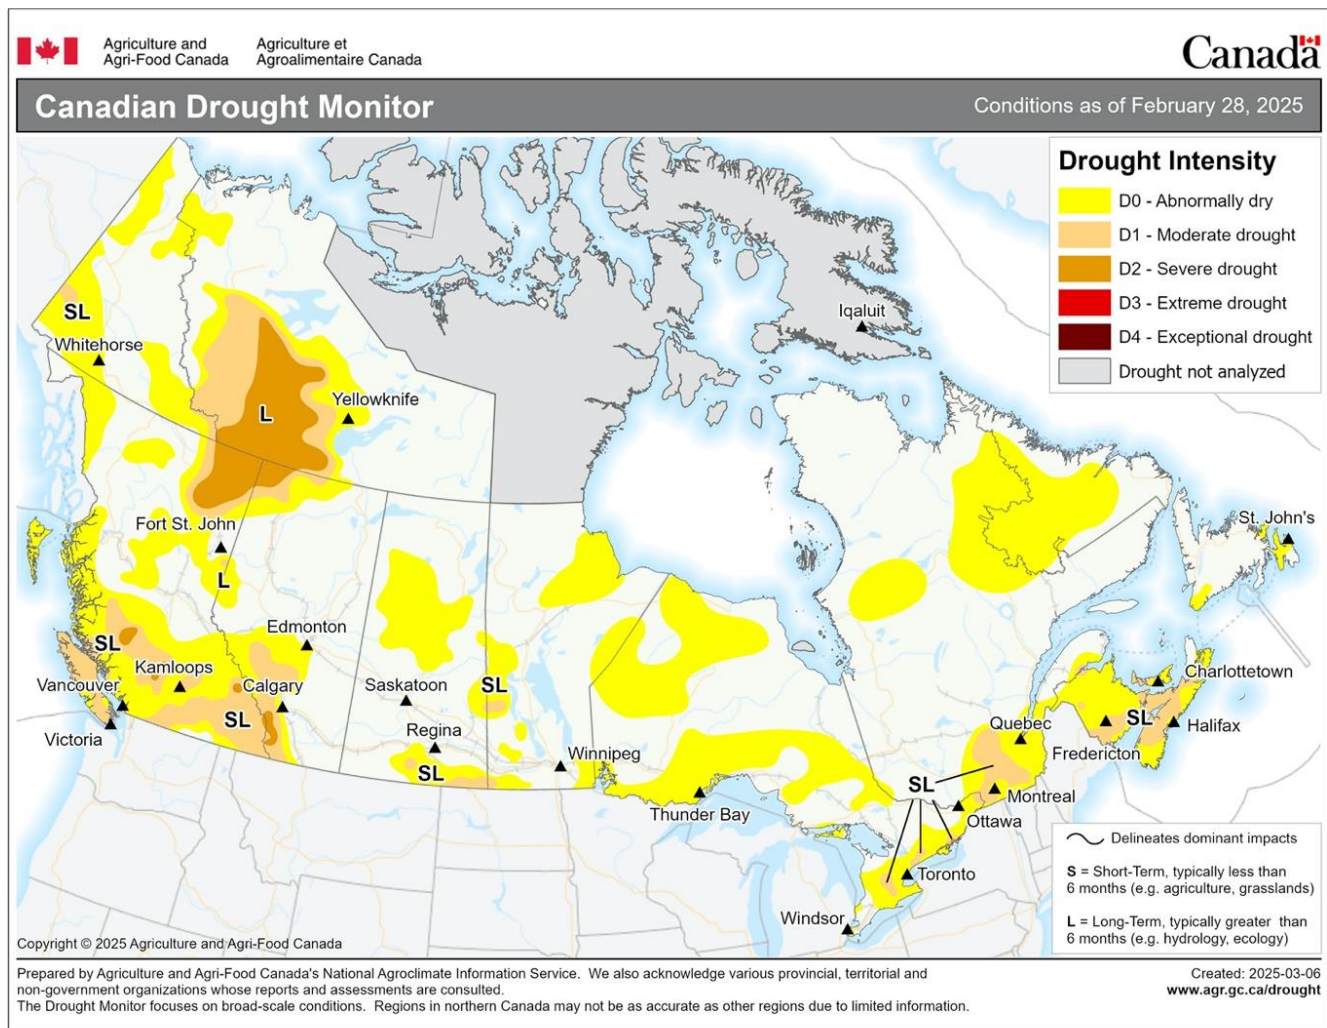 Agriculture and
Agri-Food Canada
Agriculture et
Agroalimentaire Canada
Canada
Canadian Drought Monitor
Conditions as of February 28, 2025
Drought Intensity
D0 - Abnormally dry
D1 - Moderate drought
D2 - Severe drought
D3 - Extreme drought
D4 - Exceptional drought
Drought not analyzed
Iqaluit
SL
Whitehorse
Yellowknife
L
St. John's
Fort St. John
L
Edmonton
SL
Kamloops
Charlottetown
Vancouver
Calgary
Saskatoon
SL
SL
SL
Halifax
Quebec
Regina
Victoria
Fredericton
Winnipeg
SL
SL
Montreal
Thunder Bay
Ottawa
Toronto
Windsor
Delineates dominant impacts
S = Short-Term, typically less than
6 months (e.g. agriculture, grasslands)
L = Long-Term, typically greater than
6 months (e.g. hydrology, ecology)
Copyright © 2025 Agriculture and Agri-Food Canada
Prepared by Agriculture and Agri-Food Canada's National Agroclimate Information Service. We also acknowledge various provincial, territorial and
non-government organizations whose reports and assessments are consulted.
The Drought Monitor focuses on broad-scale conditions. Regions in northern Canada may not be as accurate as other regions due to limited information.
Created: 2025-03-06
www.agr.gc.ca/drought